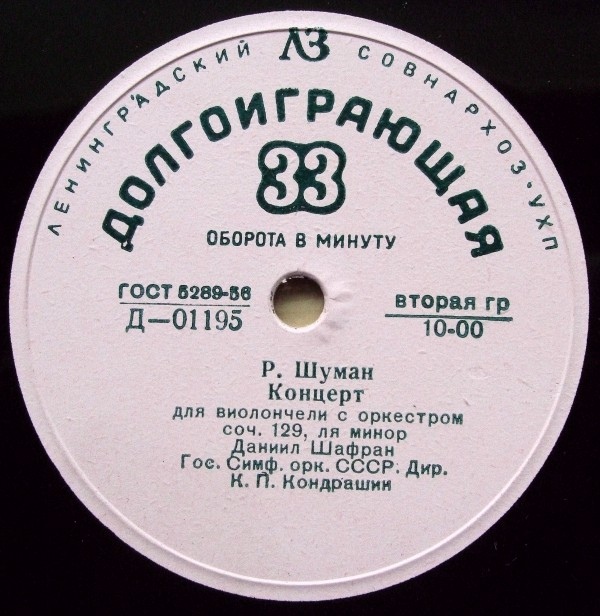 ЛЕНИНГРАДСКИЙ ЛЗ СОВНАРХОЗ·УХП
ДОЛГОИГРАЮЩАЯ
33
ОБОРОТА В МИНУТУ
ГОСТ 5289-56
Д—01195
вторая гр
10-00
Р. Шуман
Концерт
для виолончели с оркестром
соч. 129, ля минор
Даниил Шафран
Гос. Симф. орк. СССР. Дир.
К. П. Кондрашин